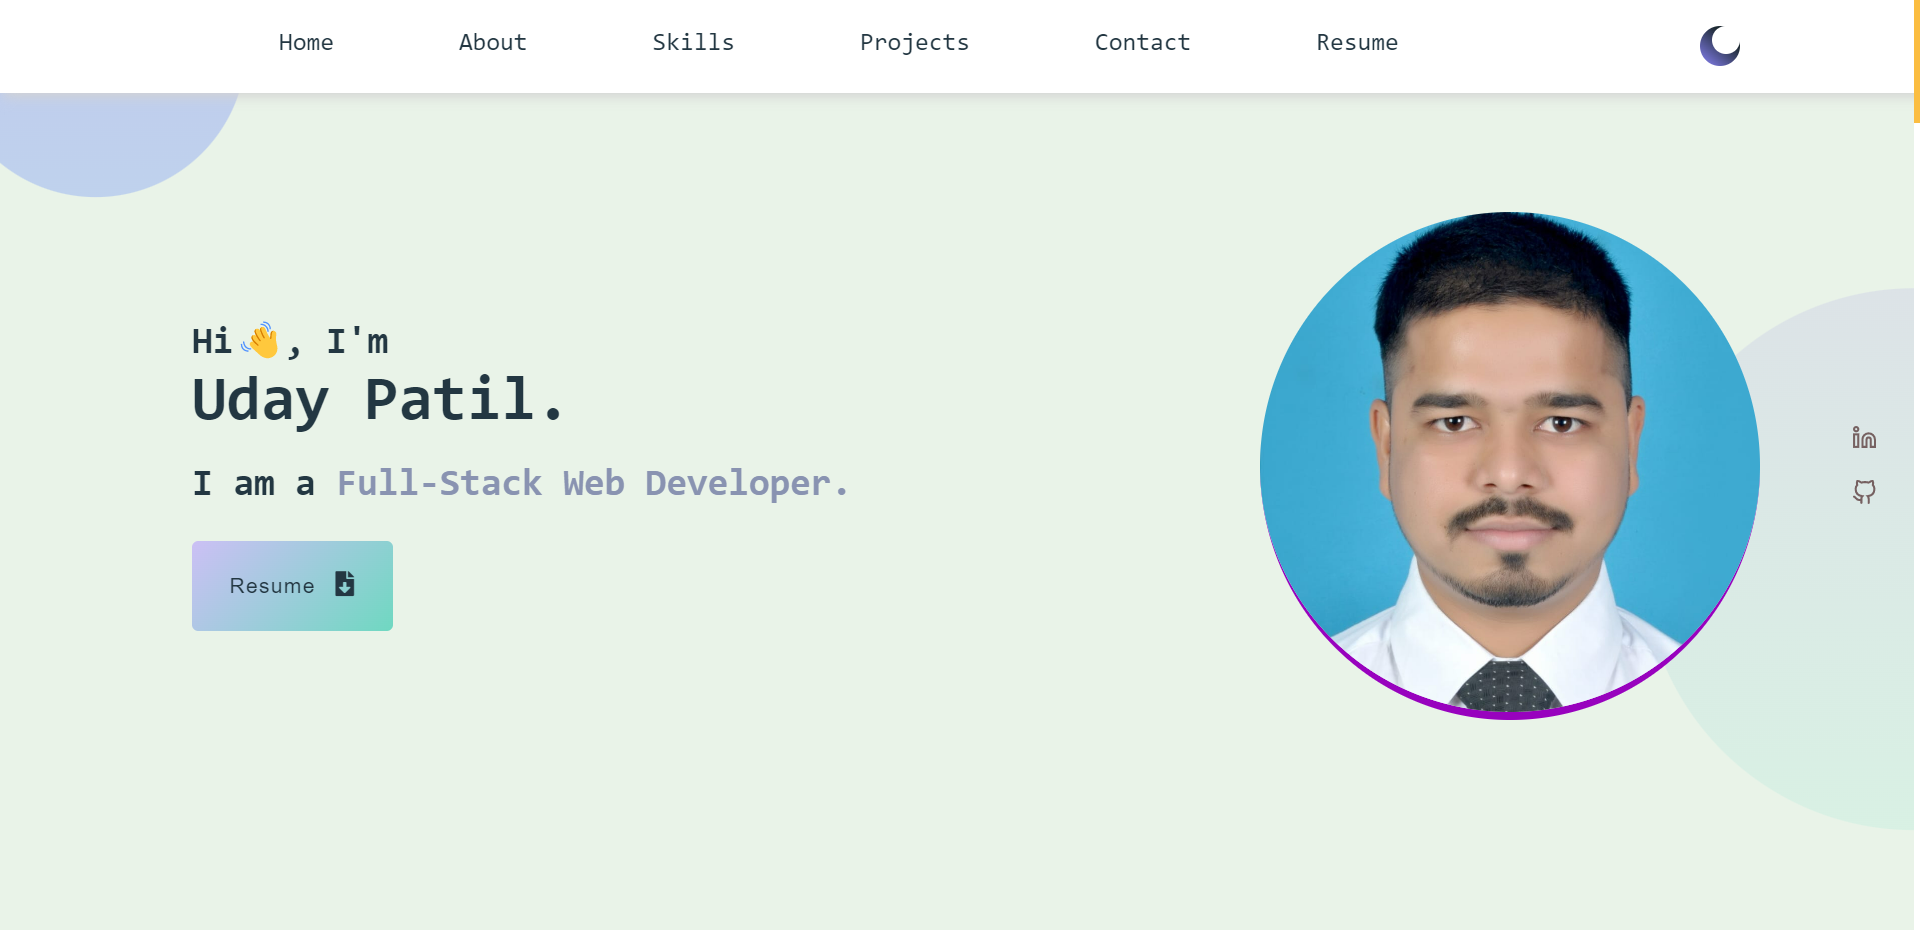 Home About Skills Projects Contact Resume
Hi👋, I'm
Uday Patil.
I am a Full-Stack Web Developer.
Resume